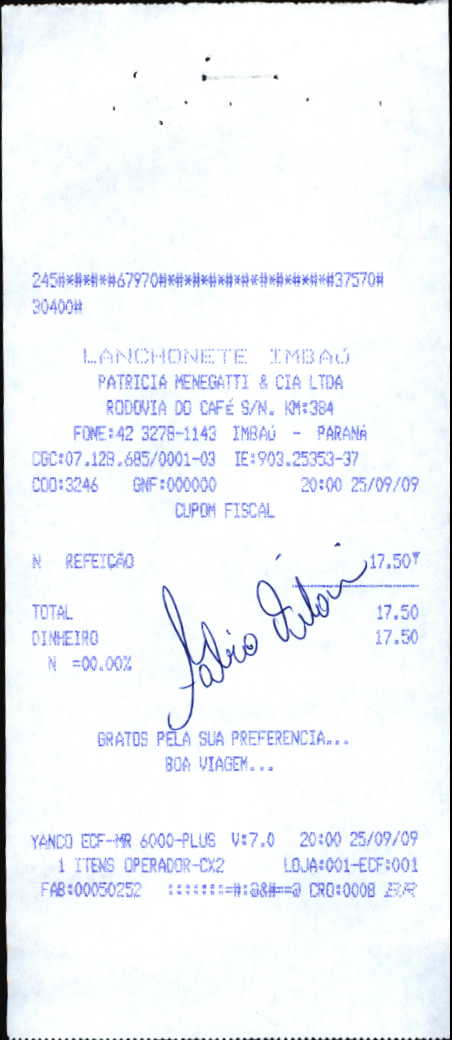 245#*#*#*#67970#*#*#*#*#*#*#*#*#*#*#*#37570#
30400#
LANCHONETE IMBAÚ
PATRICIA MENEGATTI & CIA LTDA
RODOVIA DO CAFÉ S/N. KM:384
FONE:42 3278-1143 IMBAÚ - PARANÁ
CGC:07.128.685/0001-03 IE:903.25353-37
COO:3246 GNF:000000 20:00 25/09/09
CUPOM FISCAL
N REFEIÇÃO 17.50
TOTAL 17.50
DINHEIRO 17.50
N =00.00%
Fabio
GRATOS PELA SUA PREFERENCIA...
BOA VIAGEM...
YANCO ECF-MR 6000-PLUS V:7.0 20:00 25/09/09
1 ITENS OPERADOR-CX2 LOJA:001-ECF:001
FAB:00050252 :::::::=#:@&#==@ CRO:0008 BR